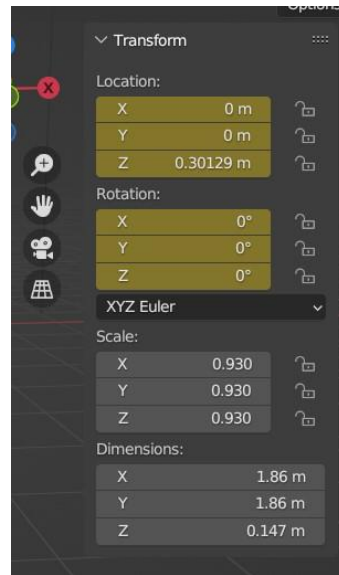 Options
Transform
X
Location:
X 0 m
Y 0 m
Z 0.30129 m
Rotation:
X 0°
Y 0°
Z 0°
XYZ Euler
Scale:
X 0.930
Y 0.930
Z 0.930
Dimensions:
X 1.86 m
Y 1.86 m
Z 0.147 m